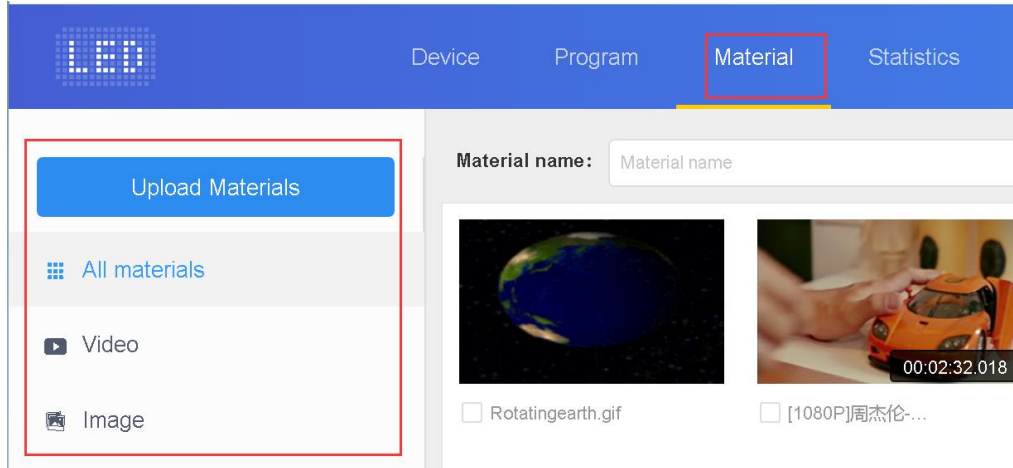 LED
Device Program Material Statistics
Upload Materials
Material name: Material name
All materials
Video
Image
00:02:32.018
Rotatingearth.gif
[1080P]周杰伦-...